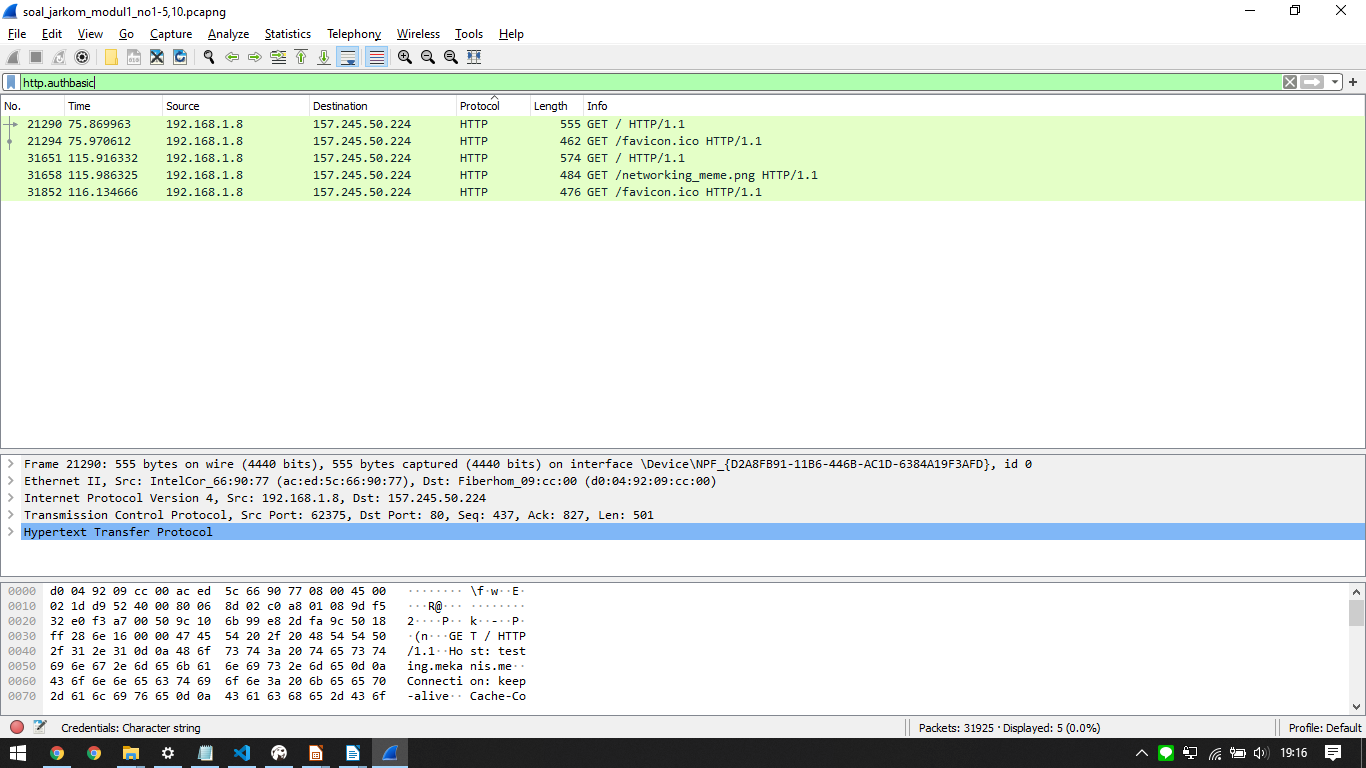 soal_jarkom_modul1_no1-5,10.pcapng
File Edit View Go Capture Analyze Statistics Telephony Wireless Tools Help
http.authbasic
No. Time Source Destination Protocol Length Info
21290 75.869963 192.168.1.8 157.245.50.224 HTTP 555 GET / HTTP/1.1
21294 75.970612 192.168.1.8 157.245.50.224 HTTP 462 GET /favicon.ico HTTP/1.1
31651 115.916332 192.168.1.8 157.245.50.224 HTTP 574 GET / HTTP/1.1
31658 115.986325 192.168.1.8 157.245.50.224 HTTP 484 GET /networking_meme.png HTTP/1.1
31852 116.134666 192.168.1.8 157.245.50.224 HTTP 476 GET /favicon.ico HTTP/1.1
Frame 21290: 555 bytes on wire (4440 bits), 555 bytes captured (4440 bits) on interface \Device\NPF_{D2A8FB91-11B6-446B-AC1D-6384A19F3AFD}, id 0
Ethernet II, Src: IntelCor_66:90:77 (ac:ed:5c:66:90:77), Dst: Fiberhom_09:cc:00 (d0:04:92:09:cc:00)
Internet Protocol Version 4, Src: 192.168.1.8, Dst: 157.245.50.224
Transmission Control Protocol, Src Port: 62375, Dst Port: 80, Seq: 437, Ack: 827, Len: 501
Hypertext Transfer Protocol
0000 d0 04 92 09 cc 00 ac ed 5c 66 90 77 08 00 45 00 ········ \f·w··E·
0010 02 1d d9 52 40 00 80 06 8d 02 c0 a8 01 08 9d f5 ···R@··· ········
0020 32 e0 f3 a7 00 50 9c 10 6b 99 e8 2d fa 9c 50 18 2····P·· k··-··P·
0030 ff 28 6e 16 00 00 47 45 54 20 2f 20 48 54 54 50 ·(n···GE T / HTTP
0040 2f 31 2e 31 0d 0a 48 6f 73 74 3a 20 74 65 73 74 /1.1··Ho st: test
0050 69 6e 67 2e 6d 65 6b 61 6e 69 73 2e 6d 65 0d 0a ing.meka nis.me··
0060 43 6f 6e 6e 65 63 74 69 6f 6e 3a 20 6b 65 65 70 Connecti on: keep
0070 2d 61 6c 69 76 65 0d 0a 43 61 63 68 65 2d 43 6f -alive·· Cache-Co
Credentials: Character string Packets: 31925 · Displayed: 5 (0.0%) Profile: Default
19:16